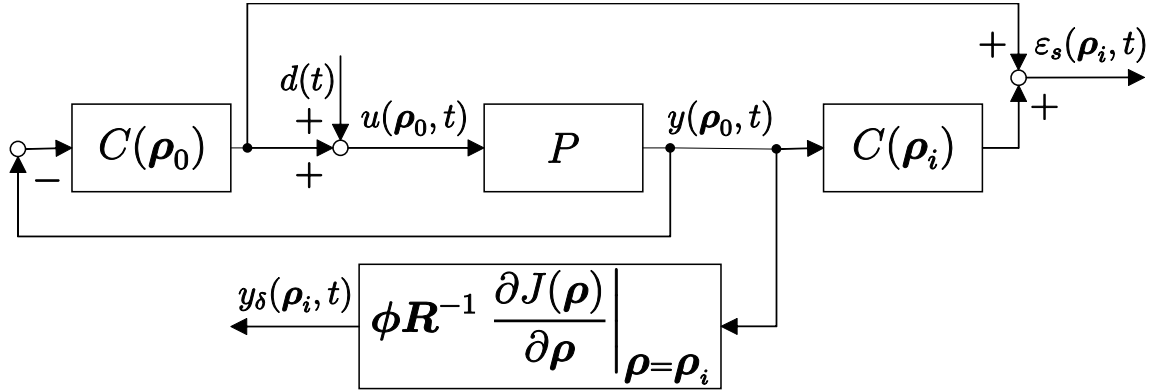 + ε_s(ρ_i, t)
d(t)
+ u(ρ_0, t) y(ρ_0, t) +
C(ρ_0) P C(ρ_i)
− +
y_δ(ρ_i, t) ϕR^{-1} ∂J(ρ)/∂ρ |_{ρ=ρ_i}